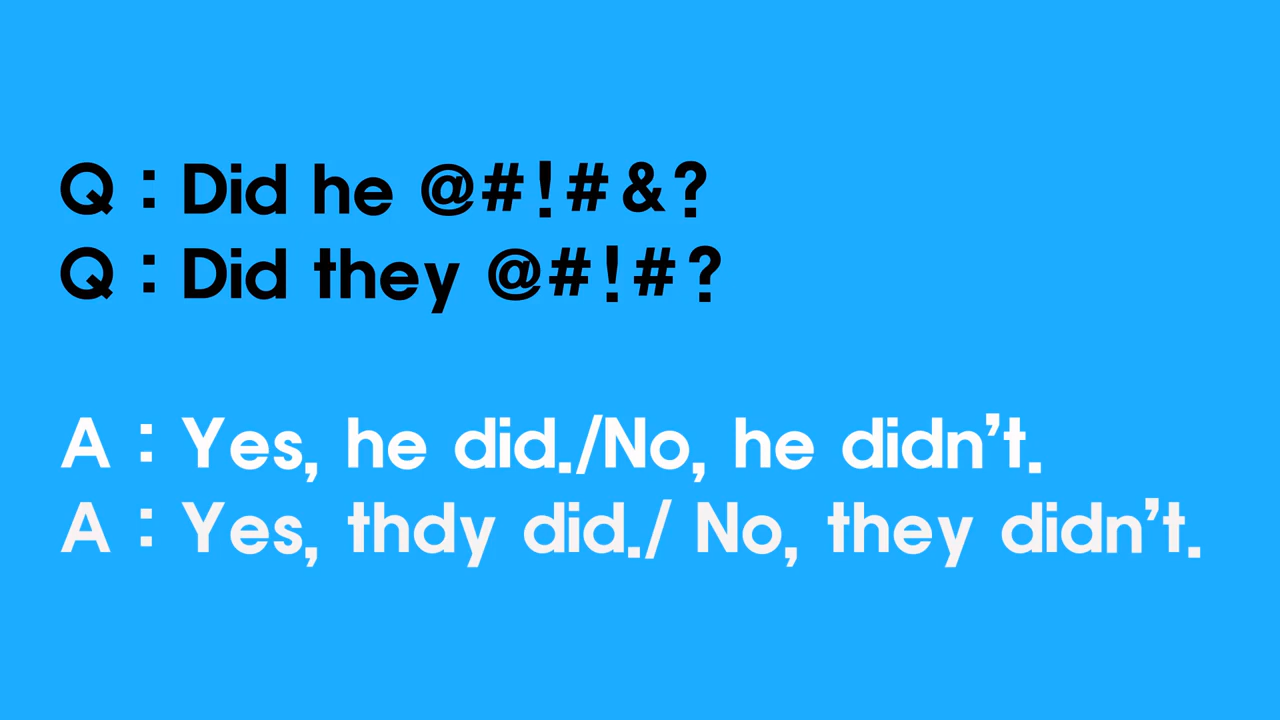 Q : Did he @#!#&?
Q : Did they @#!#?
A : Yes, he did./No, he didn’t.
A : Yes, thdy did./ No, they didn’t.